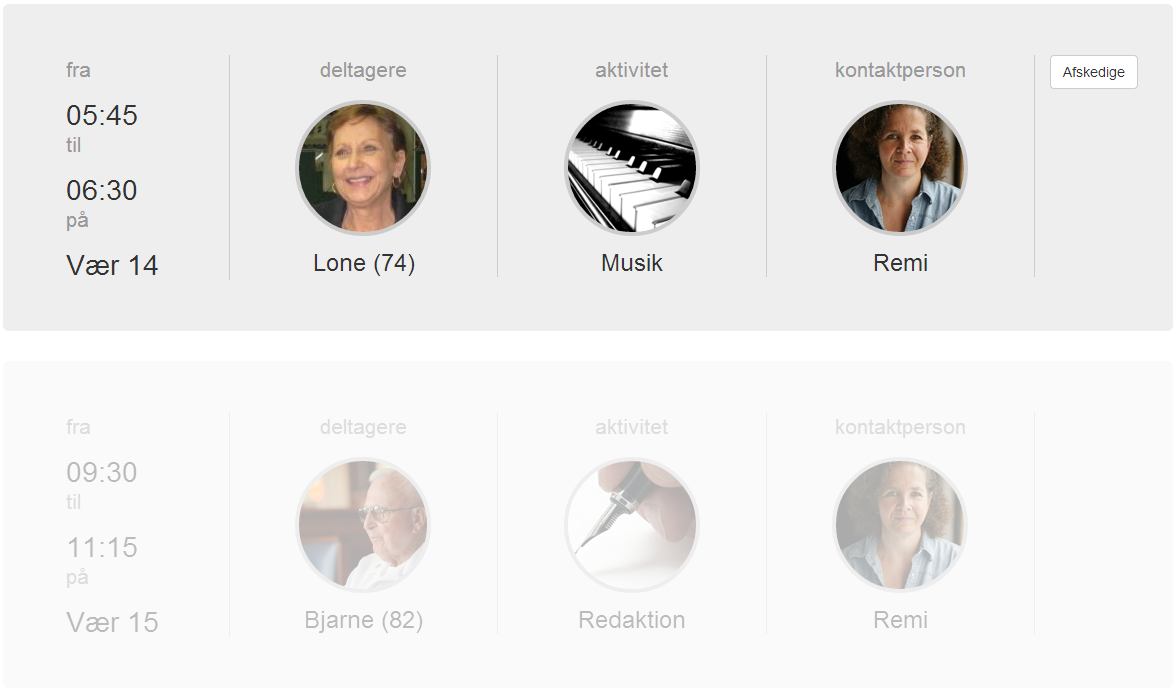 fra
05:45
til
06:30
på
Vær 14
deltagere
Lone (74)
aktivitet
Musik
kontaktperson
Remi
Afskedige
fra
09:30
til
11:15
på
Vær 15
deltagere
Bjarne (82)
aktivitet
Redaktion
kontaktperson
Remi